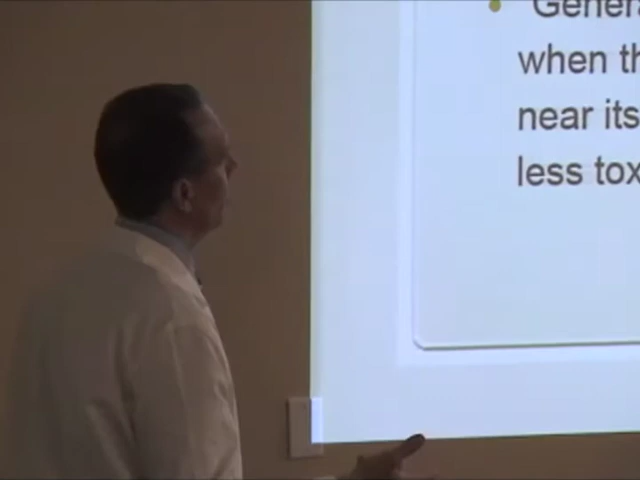 Genera
when th
near its
less tox